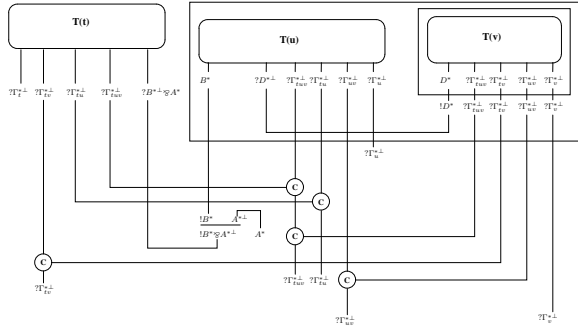 T(t)
T(u)
T(v)
B* ?D*⊥ ?Γ*⊥tuv ?Γ*⊥tu ?Γ*⊥uv ?Γ*⊥u
D* ?Γ*⊥tuv ?Γ*⊥tv ?Γ*⊥uv ?Γ*⊥v
?Γ*⊥t ?Γ*⊥tv ?Γ*⊥tu ?Γ*⊥tuv ?B*⊥⅋A*
!D* ?Γ*⊥tuv ?Γ*⊥tv ?Γ*⊥uv ?Γ*⊥v
?Γ*⊥u
C
C
!B* A*⊥
!B*⅋A*⊥ A*
C
C
C
?Γ*⊥tv ?Γ*⊥tuv ?Γ*⊥tu
?Γ*⊥uv ?Γ*⊥v